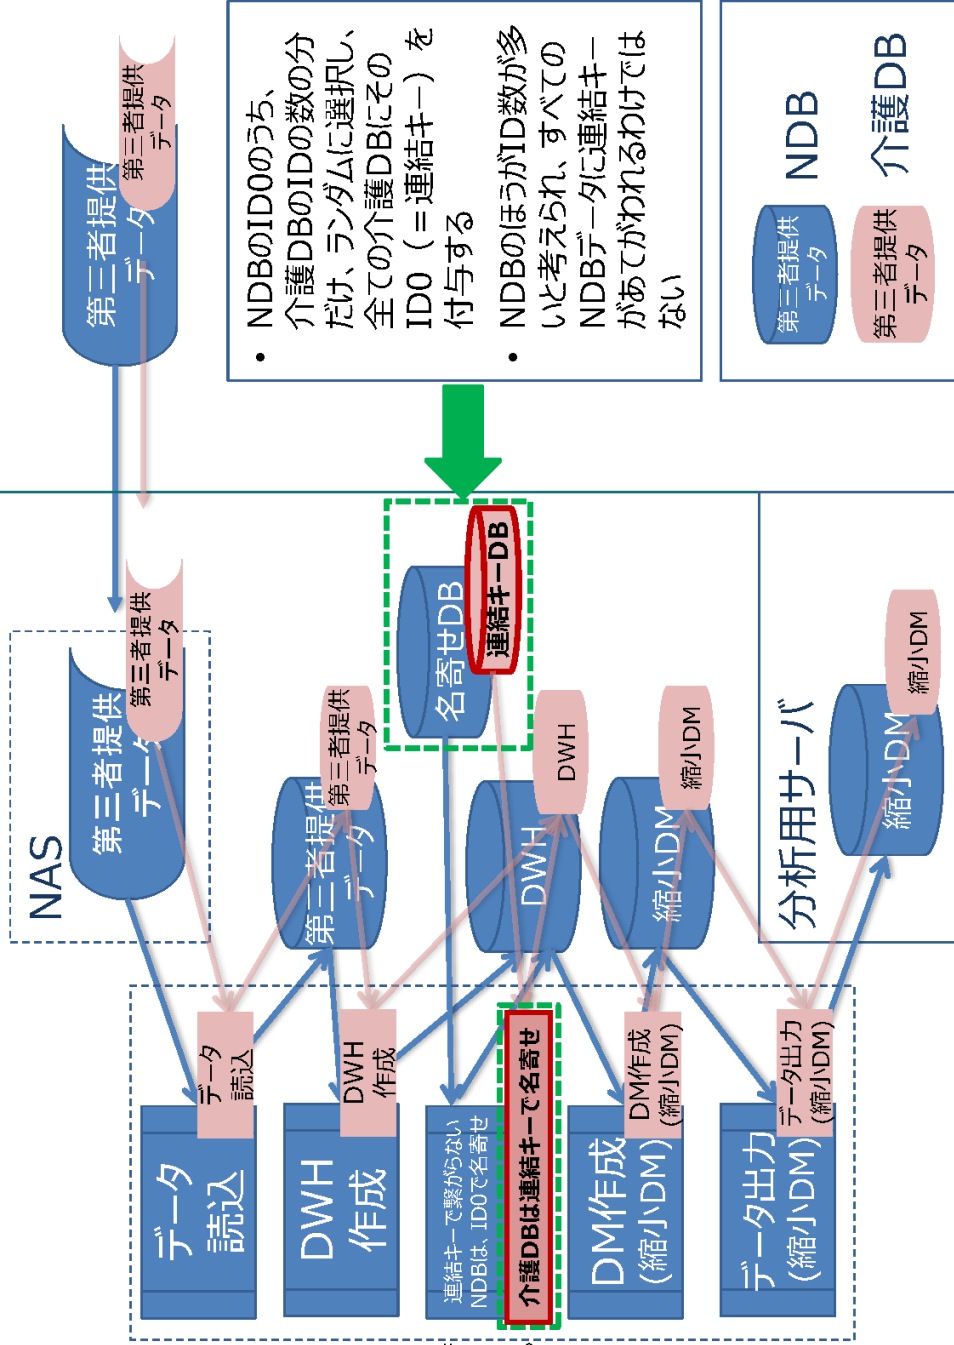 NAS
第三者提供
データ
第三者提供
データ
第三者提供
データ
第三者提供
データ
データ
読込
データ
読込
第三者提供
データ
第三者提供
データ
DWH
作成
DWH
作成
名寄せDB
連結キーDB
連結キーで繋がらない
NDBは、ID0で名寄せ
介護DBは連結キーで名寄せ
DWH
DWH
DM作成
(縮小DM)
DM作成
(縮小DM)
縮小DM
縮小DM
データ出力
(縮小DM)
データ出力
(縮小DM)
分析用サーバ
縮小DM
縮小DM
• NDBのID0のうち、
介護DBのIDの数の分
だけ、ランダムに選択し、
全ての介護DBにその
ID0（＝連結キー）を
付与する
• NDBのほうがID数が多
いと考えられ、すべての
NDBデータに連結キー
があてがわれるわけでは
ない
第三者提供
データ
NDB
第三者提供
データ
介護DB